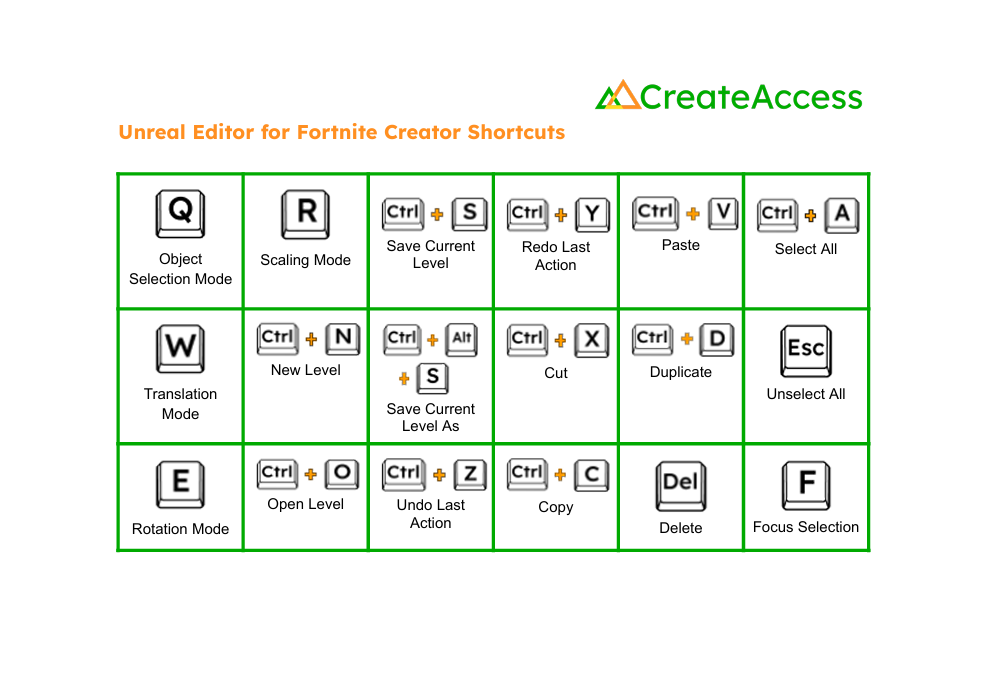 CreateAccess
Unreal Editor for Fortnite Creator Shortcuts
Q
Object
Selection Mode
R
Scaling Mode
Ctrl + S
Save Current
Level
Ctrl + Y
Redo Last
Action
Ctrl + V
Paste
Ctrl + A
Select All
W
Translation
Mode
Ctrl + N
New Level
Ctrl + Alt
+ S
Save Current
Level As
Ctrl + X
Cut
Ctrl + D
Duplicate
Esc
Unselect All
E
Rotation Mode
Ctrl + O
Open Level
Ctrl + Z
Undo Last
Action
Ctrl + C
Copy
Del
Delete
F
Focus Selection